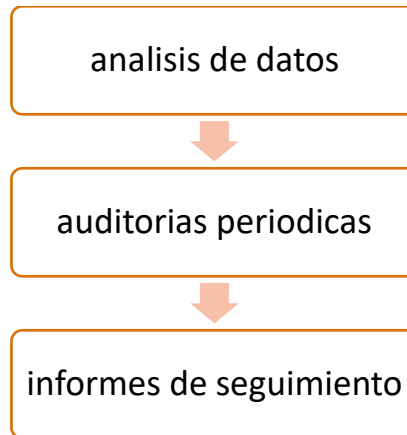 analisis de datos
auditorias periodicas
informes de seguimiento